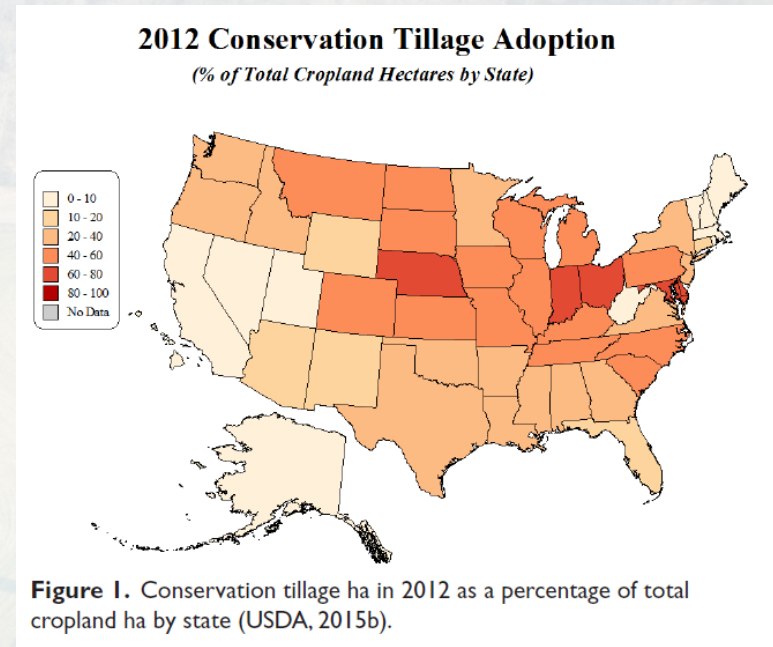 2012 Conservation Tillage Adoption
(% of Total Cropland Hectares by State)
0 - 10
10 - 20
20 - 40
40 - 60
60 - 80
80 - 100
No Data
Figure 1. Conservation tillage ha in 2012 as a percentage of total
cropland ha by state (USDA, 2015b).